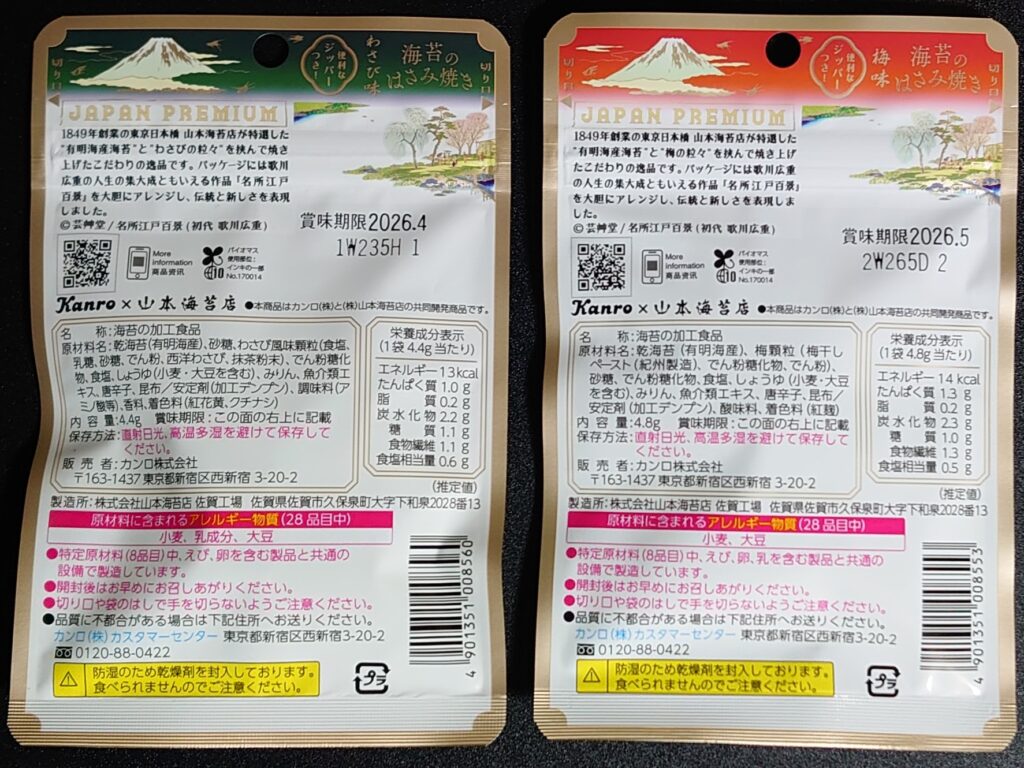 切り口
便利な
ジッパー
つき!
わさび味
海苔の
はさみ焼き
切り口
JAPAN PREMIUM
1849年創業の東京日本橋 山本海苔店が特選した
"有明海産海苔"と"わさびの粒々"を挟んで焼き
上げたこだわりの逸品です。パッケージには歌川
広重の人生の集大成ともいえる作品「名所江戸
百景」を大胆にアレンジし、伝統と新しさを表現
しました。
©芸艸堂/名所江戸百景(初代 歌川広重)
賞味期限2026.4
1W235H 1
More
Information
商品资讯
バイオマス
使用部位:
インキの一部
No.170014
10
Kanro×山本海苔店 ●本商品はカンロ(株)と(株)山本海苔店の共同開発商品です。
名 称:海苔の加工食品
原材料名:乾海苔(有明海産)、砂糖、わさび風味顆粒(食塩、
乳糖、砂糖、でん粉、西洋わさび、抹茶粉末)、でん粉糖化
物、食塩、しょうゆ(小麦・大豆を含む)、みりん、魚介類エ
キス、唐辛子、昆布/安定剤(加工デンプン)、調味料(ア
ミノ酸等)、香料、着色料(紅花黄、クチナシ)
内 容 量:4.4g 賞味期限:この面の右上に記載
保存方法:直射日光、高温多湿を避けて保存して
ください。
販 売 者:カンロ株式会社
〒163-1437 東京都新宿区西新宿 3-20-2
栄養成分表示
(1袋 4.4g当たり)
エネルギー 13kcal
たんぱく質 1.0 g
脂 質 0.2 g
炭水化物 2.2 g
糖 質 1.1 g
食物繊維 1.1 g
食塩相当量 0.6 g
(推定値)
製造所:株式会社山本海苔店 佐賀工場 佐賀県佐賀市久保泉町大字下和泉2028番13
原材料に含まれるアレルギー物質(28品目中)
小麦、乳成分、大豆
●特定原材料(8品目)中、えび、卵を含む製品と共通の
設備で製造しています。
●開封後はお早めにお召しあがりください。
●切り口や袋のはしで手を切らないようご注意ください。
●品質に不都合がある場合は下記住所へお送りください。
カンロ(株)カスタマーセンター 東京都新宿区西新宿3-20-2
0120-88-0422
防湿のため乾燥剤を封入しております。
食べられませんのでご注意ください。
プラ
4 901351 008560
切り口
便利な
ジッパー
つき!
梅味
海苔の
はさみ焼き
切り口
JAPAN PREMIUM
1849年創業の東京日本橋 山本海苔店が特選した
"有明海産海苔"と"梅の粒々"を挟んで焼き上げ
たこだわりの逸品です。パッケージには歌川広重
の人生の集大成ともいえる作品「名所江戸百景」
を大胆にアレンジし、伝統と新しさを表現しまし
た。
©芸艸堂/名所江戸百景(初代 歌川広重)
賞味期限2026.5
2W265D 2
More
Information
商品资讯
バイオマス
使用部位:
インキの一部
No.170014
10
Kanro×山本海苔店 ●本商品はカンロ(株)と(株)山本海苔店の共同開発商品です。
名 称:海苔の加工食品
原材料名:乾海苔(有明海産)、梅顆粒(梅干し
ペースト(紀州製造)、でん粉糖化物、でん粉)、
砂糖、でん粉糖化物、食塩、しょうゆ(小麦・大豆
を含む)、みりん、魚介類エキス、唐辛子、昆布/
安定剤(加工デンプン)、酸味料、着色料(紅麹)
内 容 量:4.8g 賞味期限:この面の右上に記載
保存方法:直射日光、高温多湿を避けて保存して
ください。
販 売 者:カンロ株式会社
〒163-1437 東京都新宿区西新宿 3-20-2
栄養成分表示
(1袋 4.8g当たり)
エネルギー 14 kcal
たんぱく質 1.3 g
脂 質 0.2 g
炭水化物 2.3 g
糖 質 1.0 g
食物繊維 1.3 g
食塩相当量 0.5 g
(推定値)
製造所:株式会社山本海苔店 佐賀工場 佐賀県佐賀市久保泉町大字下和泉2028番13
原材料に含まれるアレルギー物質(28品目中)
小麦、大豆
●特定原材料(8品目)中、えび、卵、乳を含む製品と共通の
設備で製造しています。
●開封後はお早めにお召しあがりください。
●切り口や袋のはしで手を切らないようご注意ください。
●品質に不都合がある場合は下記住所へお送りください。
カンロ(株)カスタマーセンター 東京都新宿区西新宿3-20-2
0120-88-0422
防湿のため乾燥剤を封入しております。
食べられませんのでご注意ください。
プラ
4 901351 008553